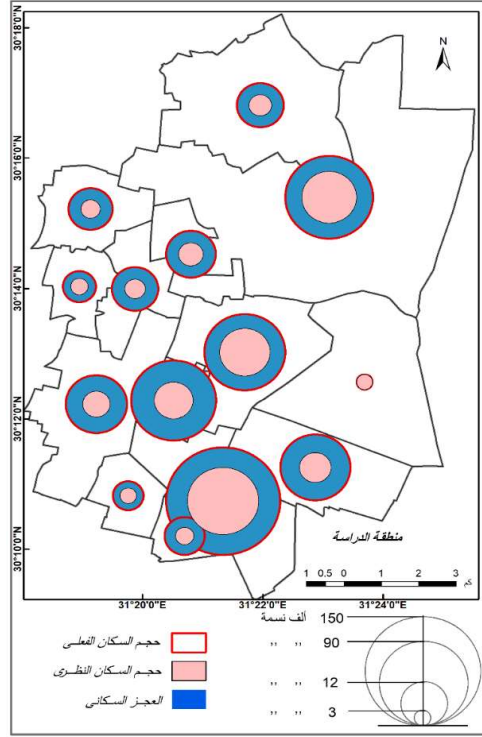 30°18'0"N
N
30°16'0"N
30°14'0"N
30°12'0"N
30°10'0"N
منطقة الدراسة
1 0.5 0 1 2 3
كم
31°20'0"E 31°22'0"E 31°24'0"E
ألف نسمة 150
حجم السكان الفعلى ,, ,, 90
حجم السكان النظرى ,, ,, 12
العجز السكانى ,, ,, 3